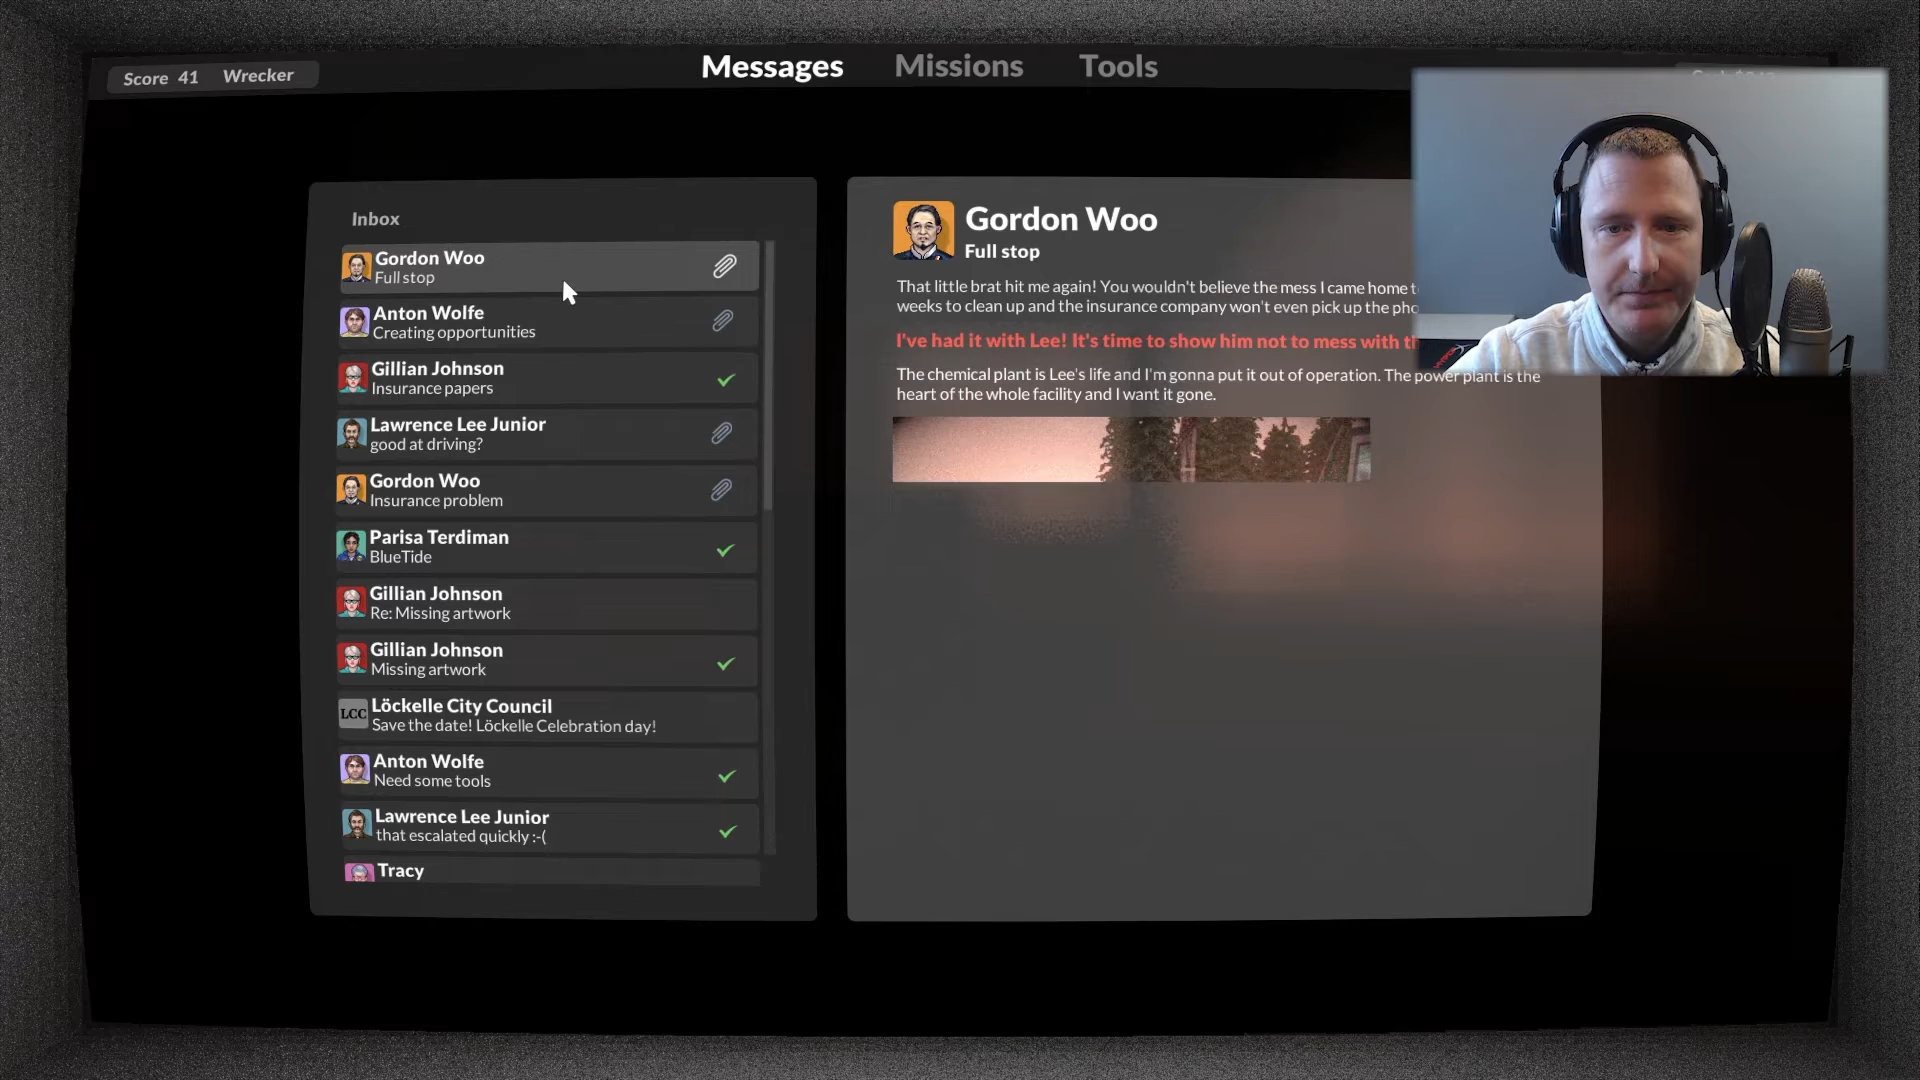 Score 41 Wrecker
Messages Missions Tools
Inbox
Gordon Woo
Full stop
Anton Wolfe
Creating opportunities
Gillian Johnson
Insurance papers
Lawrence Lee Junior
good at driving?
Gordon Woo
Insurance problem
Parisa Terdiman
BlueTide
Gillian Johnson
Re: Missing artwork
Gillian Johnson
Missing artwork
LCC
Löckelle City Council
Save the date! Löckelle Celebration day!
Anton Wolfe
Need some tools
Lawrence Lee Junior
that escalated quickly :-(
Tracy
Gordon Woo
Full stop
That little brat hit me again! You wouldn't believe the mess I came home
weeks to clean up and the insurance company won't even pick up the
I've had it with Lee! It's time to show him not to mess with
The chemical plant is Lee's life and I'm gonna put it out of operation. The power plant is the
heart of the whole facility and I want it gone.